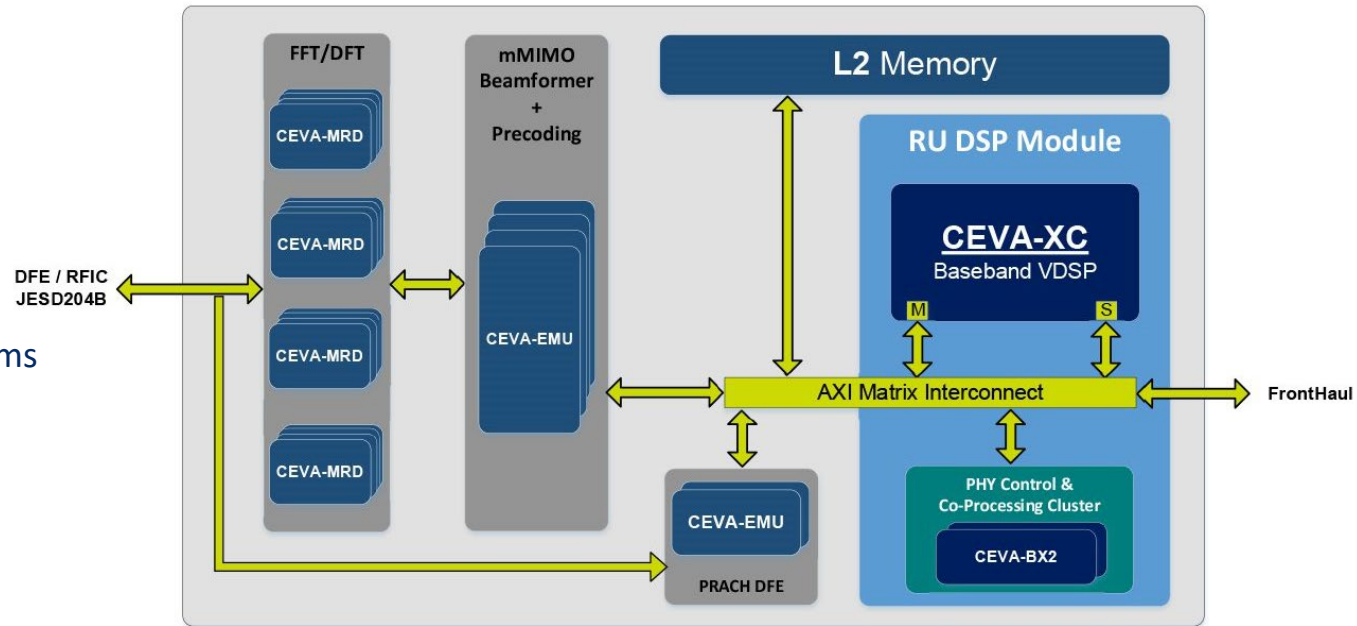 FFT/DFT
CEVA-MRD
CEVA-MRD
CEVA-MRD
CEVA-MRD
mMIMO
Beamformer
+
Precoding
CEVA-EMU
L2 Memory
RU DSP Module
CEVA-XC
Baseband VDSP
M
S
DFE / RFIC
JESD204B
ms
AXI Matrix Interconnect
FrontHaul
CEVA-EMU
PRACH DFE
PHY Control &
Co-Processing Cluster
CEVA-BX2